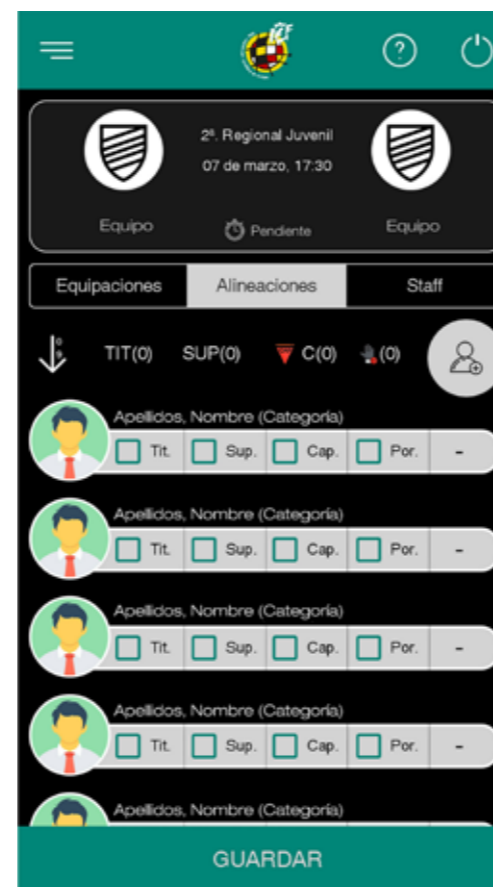 ?
2ª. Regional Juvenil
07 de marzo, 17:30
Equipo
Pendiente
Equipo
Equipaciones
Alineaciones
Staff
TIT(0) SUP(0) C(0) (0)
Apellidos, Nombre (Categoría)
Tit. Sup. Cap. Por. -
Apellidos, Nombre (Categoría)
Tit. Sup. Cap. Por. -
Apellidos, Nombre (Categoría)
Tit. Sup. Cap. Por. -
Apellidos, Nombre (Categoría)
Tit. Sup. Cap. Por. -
Apellidos, Nombre (Categoría)
GUARDAR